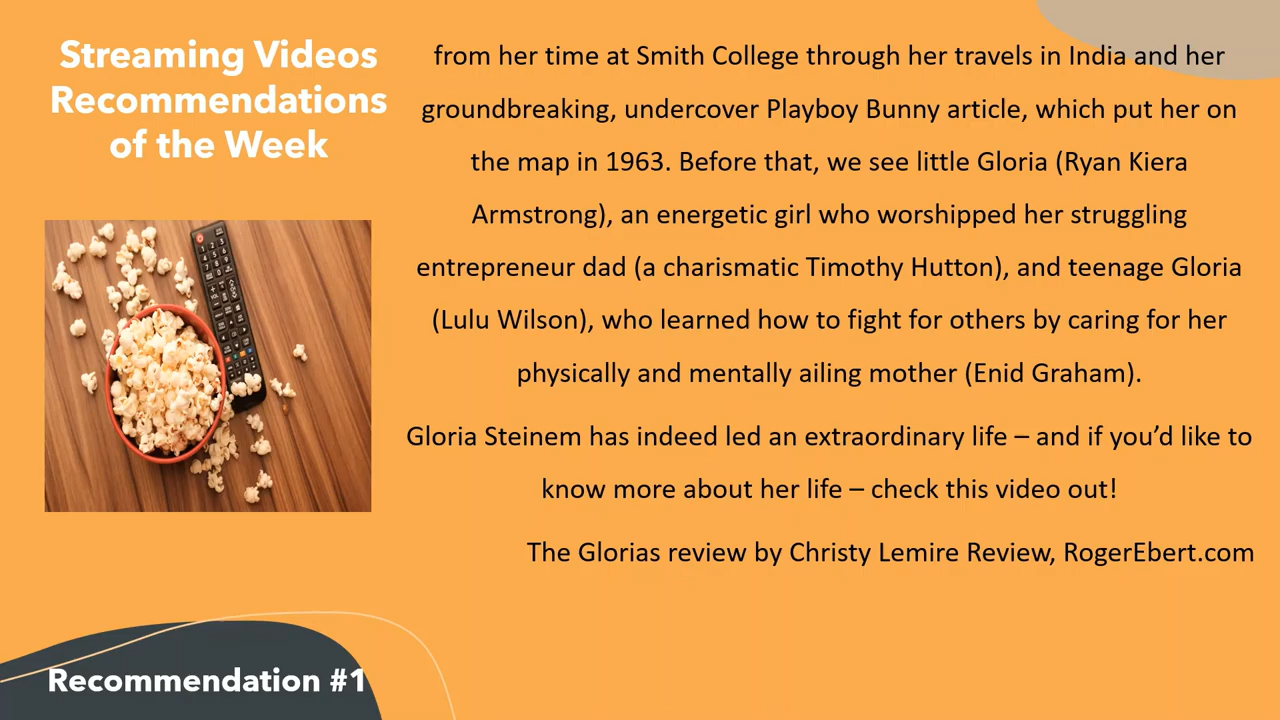 Streaming Videos
Recommendations
of the Week
from her time at Smith College through her travels in India and her
groundbreaking, undercover Playboy Bunny article, which put her on
the map in 1963. Before that, we see little Gloria (Ryan Kiera
Armstrong), an energetic girl who worshipped her struggling
entrepreneur dad (a charismatic Timothy Hutton), and teenage Gloria
(Lulu Wilson), who learned how to fight for others by caring for her
physically and mentally ailing mother (Enid Graham).
Gloria Steinem has indeed led an extraordinary life – and if you’d like to
know more about her life – check this video out!
The Glorias review by Christy Lemire Review, RogerEbert.com
Recommendation #1